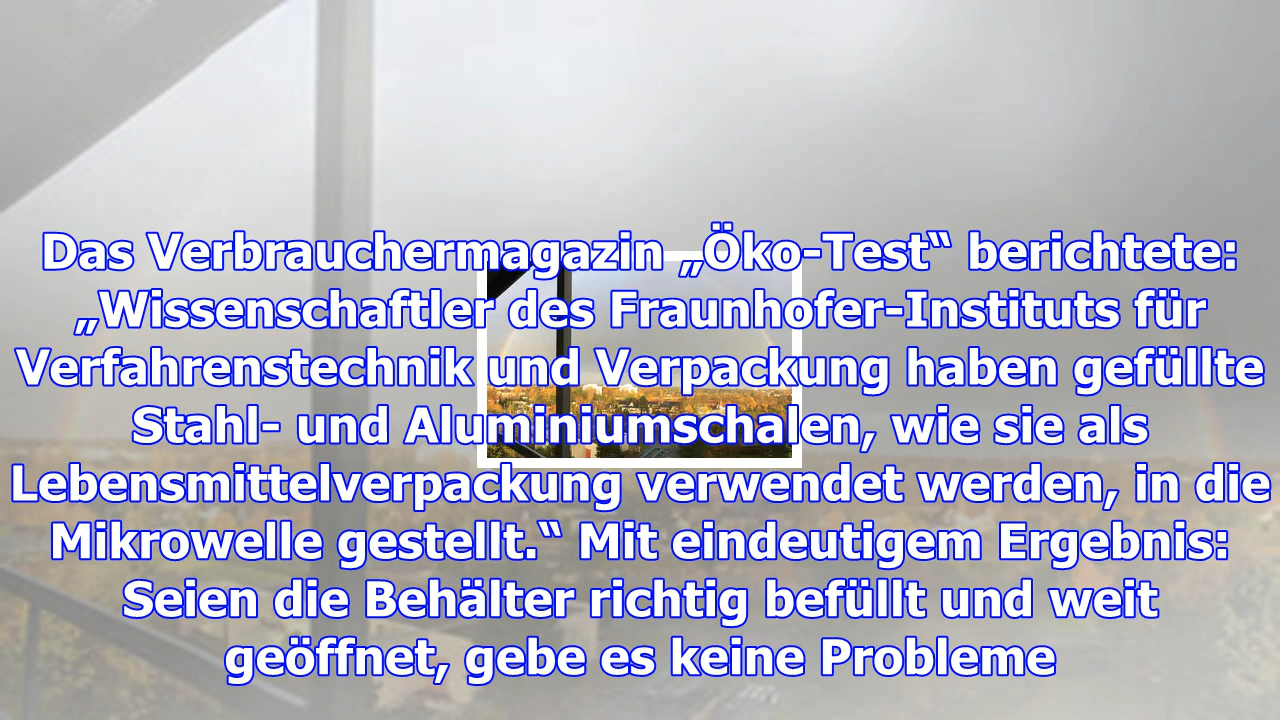 Das Verbrauchermagazin „Öko-Test“ berichtete:
„Wissenschaftler des Fraunhofer-Instituts für
Verfahrenstechnik und Verpackung haben gefüllte
Stahl- und Aluminiumschalen, wie sie als
Lebensmittelverpackung verwendet werden, in die
Mikrowelle gestellt.“ Mit eindeutigem Ergebnis:
Seien die Behälter richtig befüllt und weit
geöffnet, gebe es keine Probleme